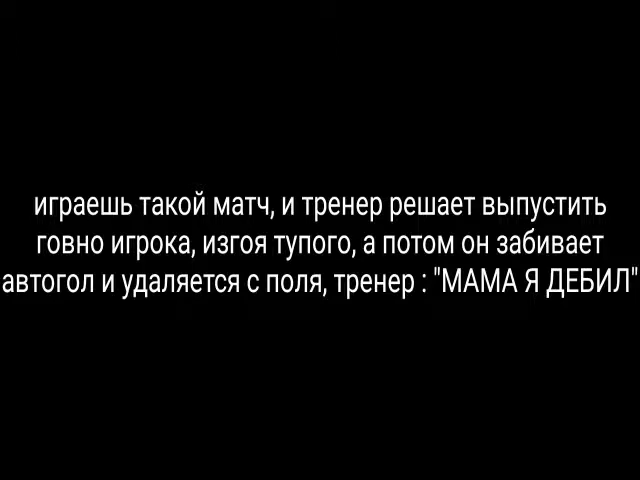 играешь такой матч, и тренер решает выпустить
говно игрока, изгоя тупого, а потом он забивает
автогол и удаляется с поля, тренер : "МАМА Я ДЕБИЛ"